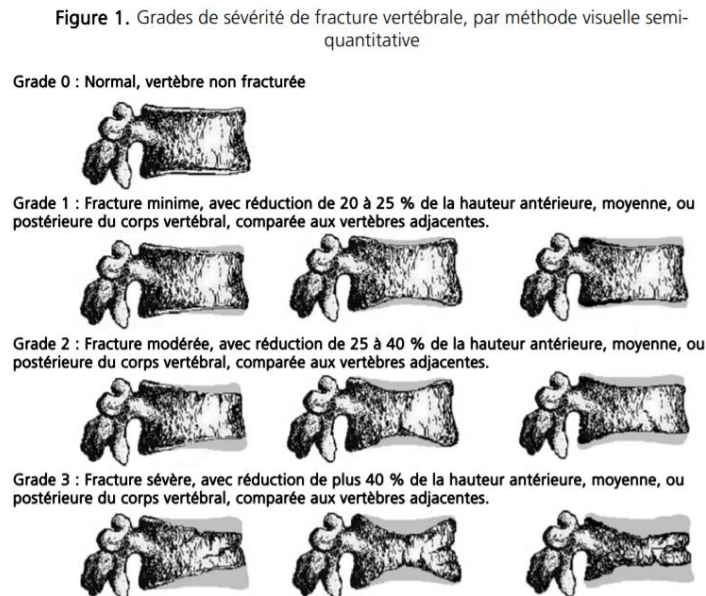 Figure 1. Grades de sévérité de fracture vertébrale, par méthode visuelle semi-
quantitative
Grade 0 : Normal, vertèbre non fracturée
Grade 1 : Fracture minime, avec réduction de 20 à 25 % de la hauteur antérieure, moyenne, ou
postérieure du corps vertébral, comparée aux vertèbres adjacentes.
Grade 2 : Fracture modérée, avec réduction de 25 à 40 % de la hauteur antérieure, moyenne, ou
postérieure du corps vertébral, comparée aux vertèbres adjacentes.
Grade 3 : Fracture sévère, avec réduction de plus 40 % de la hauteur antérieure, moyenne, ou
postérieure du corps vertébral, comparée aux vertèbres adjacentes.